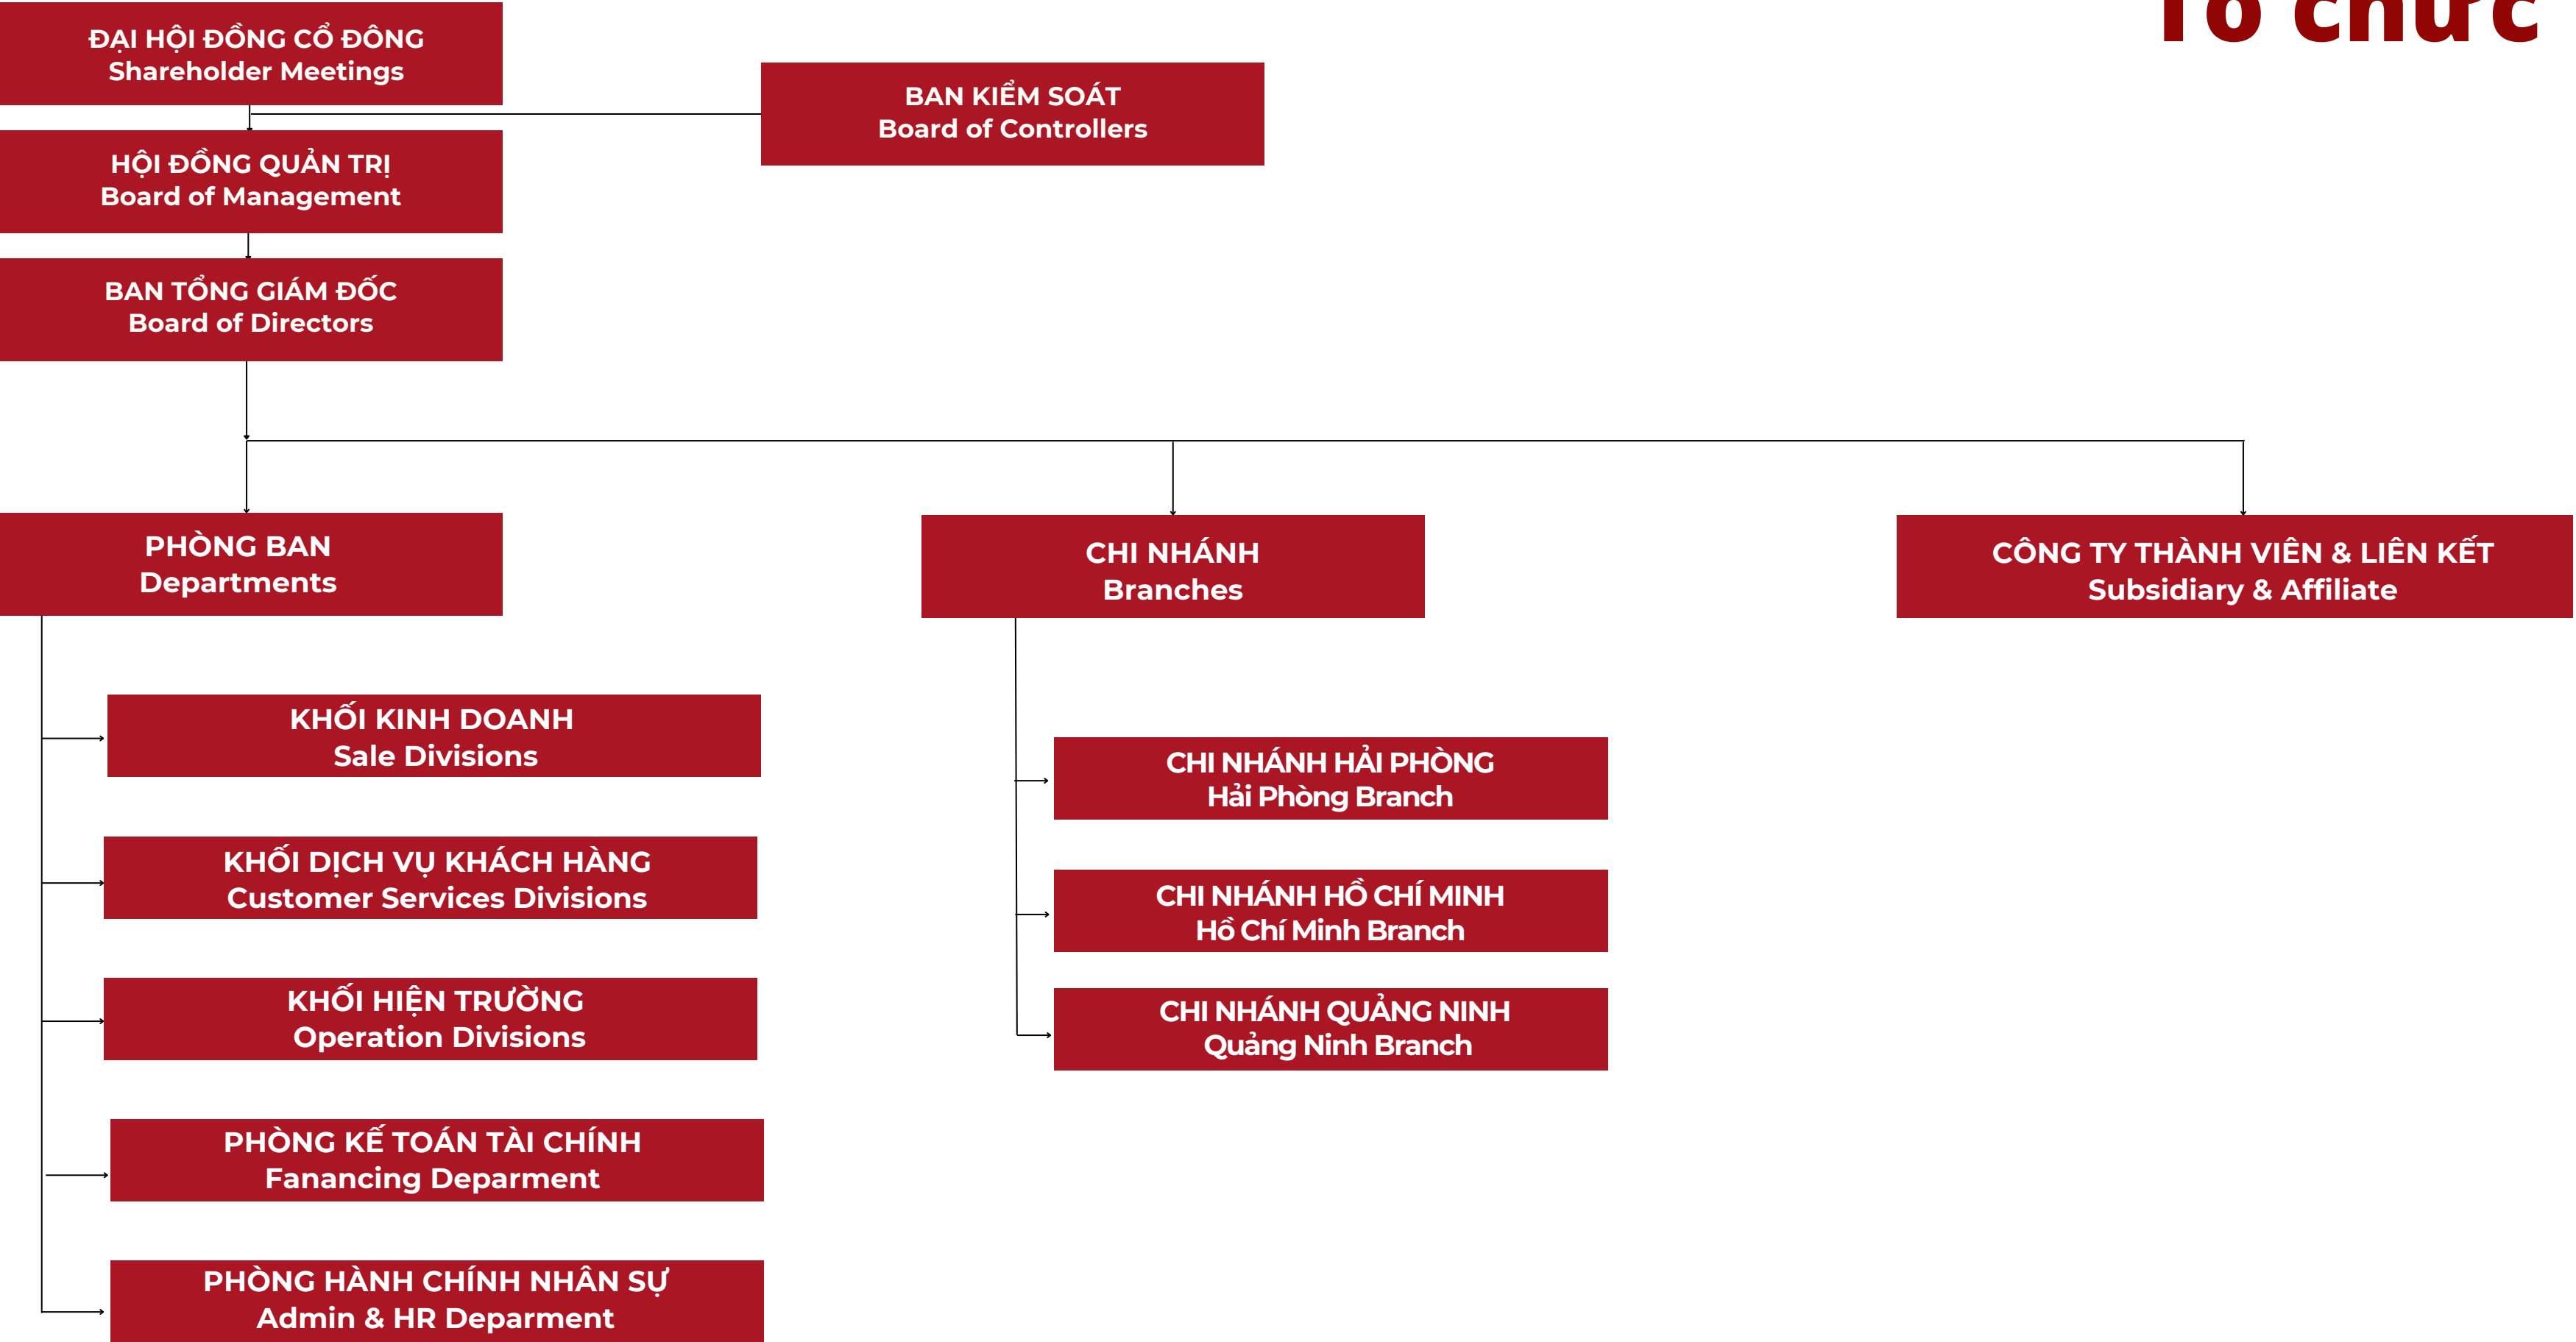 Tổ chức
ĐẠI HỘI ĐỒNG CỔ ĐÔNG
Shareholder Meetings
BAN KIỂM SOÁT
Board of Controllers
HỘI ĐỒNG QUẢN TRỊ
Board of Management
BAN TỔNG GIÁM ĐỐC
Board of Directors
PHÒNG BAN
Departments
KHỐI KINH DOANH
Sale Divisions
KHỐI DỊCH VỤ KHÁCH HÀNG
Customer Services Divisions
KHỐI HIỆN TRƯỜNG
Operation Divisions
PHÒNG KẾ TOÁN TÀI CHÍNH
Fanancing Deparment
PHÒNG HÀNH CHÍNH NHÂN SỰ
Admin & HR Deparment
CHI NHÁNH
Branches
CHI NHÁNH HẢI PHÒNG
Hải Phòng Branch
CHI NHÁNH HỒ CHÍ MINH
Hồ Chí Minh Branch
CHI NHÁNH QUẢNG NINH
Quảng Ninh Branch
CÔNG TY THÀNH VIÊN & LIÊN KẾT
Subsidiary & Affiliate